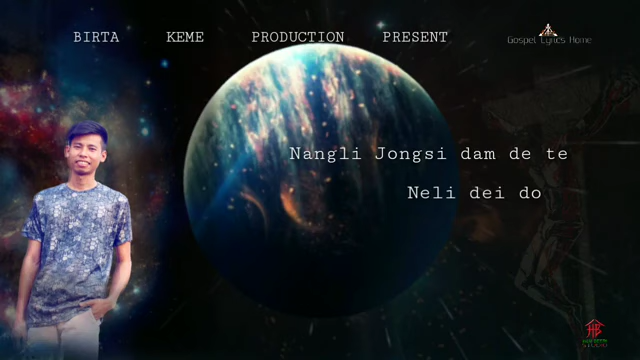 BIRTA KEME PRODUCTION PRESENT
Gospel Lyrics Home
Nangli Jongsi dam de te
Neli dei do